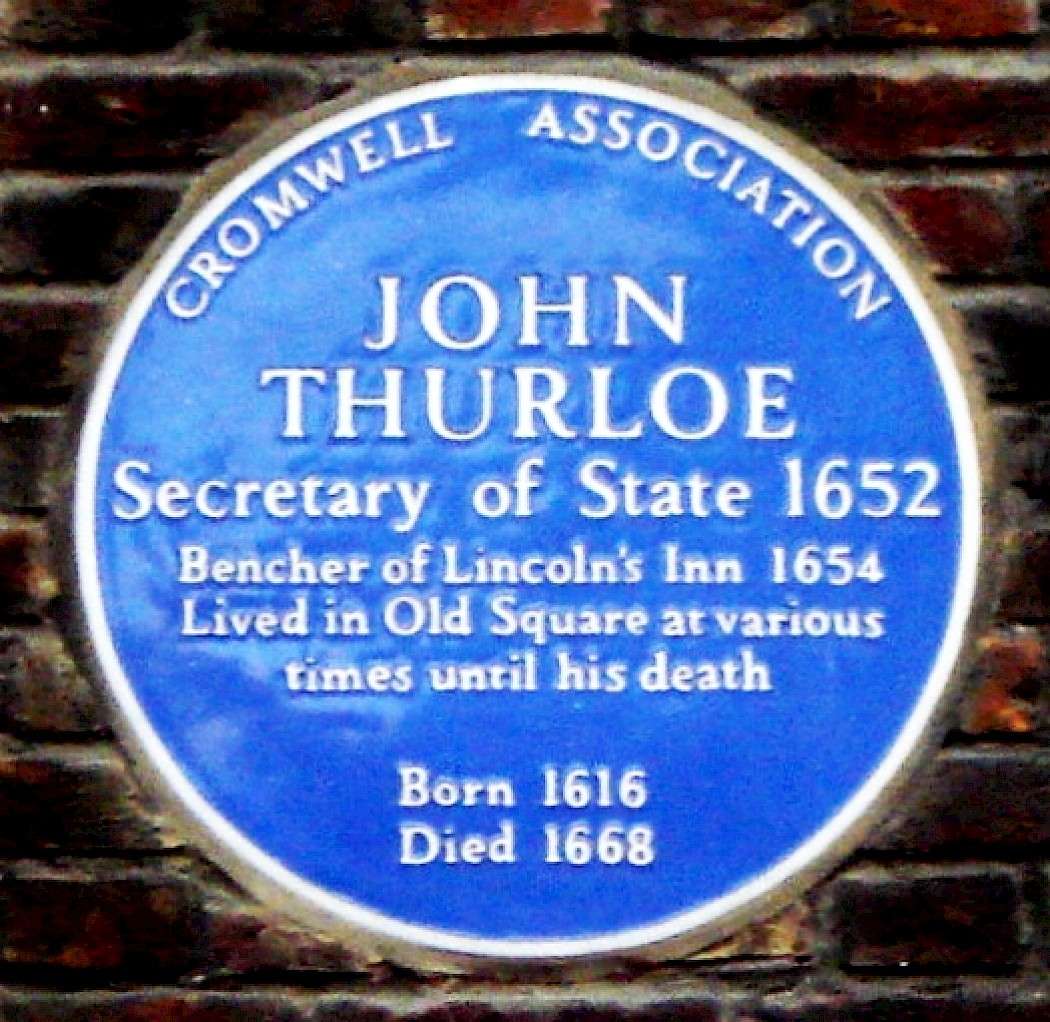 CROMWELL ASSOCIATION
JOHN
THURLOE
Secretary of State 1652
Bencher of Lincoln's Inn 1654
Lived in Old Square at various
times until his death
Born 1616
Died 1668